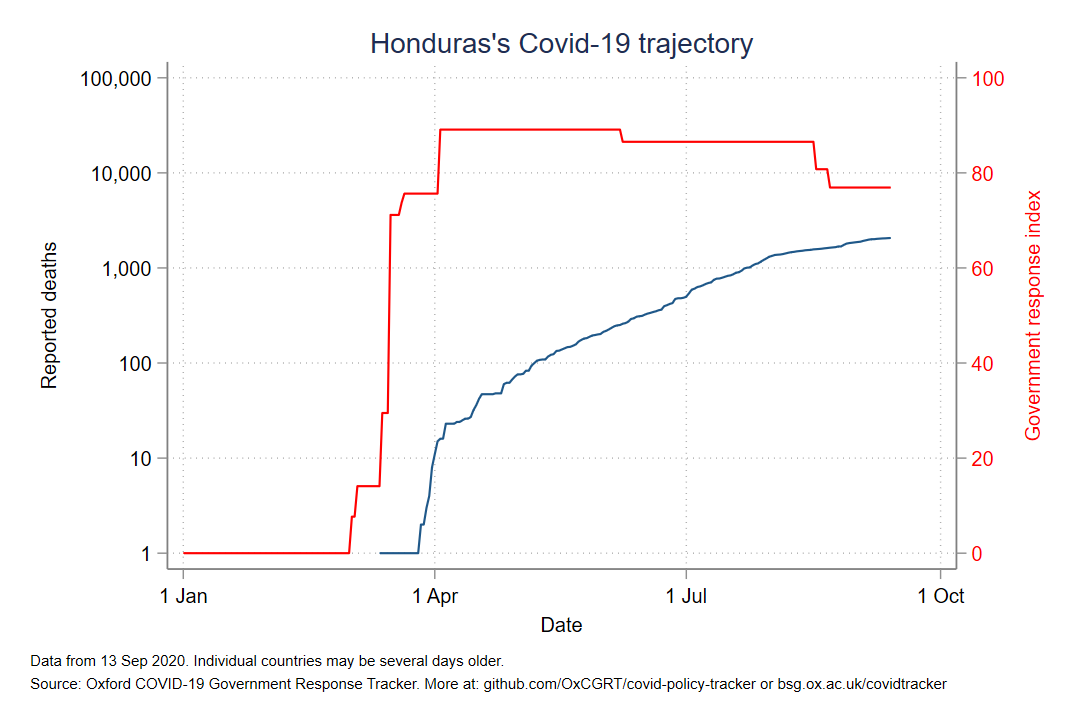 Honduras's Covid-19 trajectory
100,000
10,000
1,000
100
10
1
Reported deaths
100
80
60
40
20
0
Government response index
1 Jan
1 Apr
1 Jul
1 Oct
Date
Data from 13 Sep 2020. Individual countries may be several days older.
Source: Oxford COVID-19 Government Response Tracker. More at: github.com/OxCGRT/covid-policy-tracker or bsg.ox.ac.uk/covidtracker